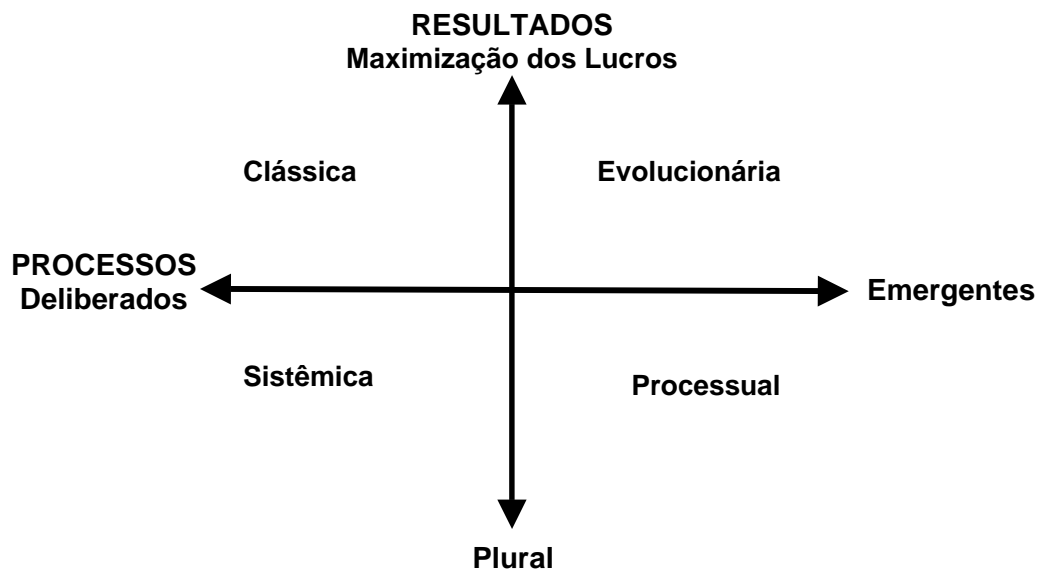 RESULTADOS
Maximização dos Lucros
Clássica
Evolucionária
PROCESSOS
Deliberados
Emergentes
Sistêmica
Processual
Plural